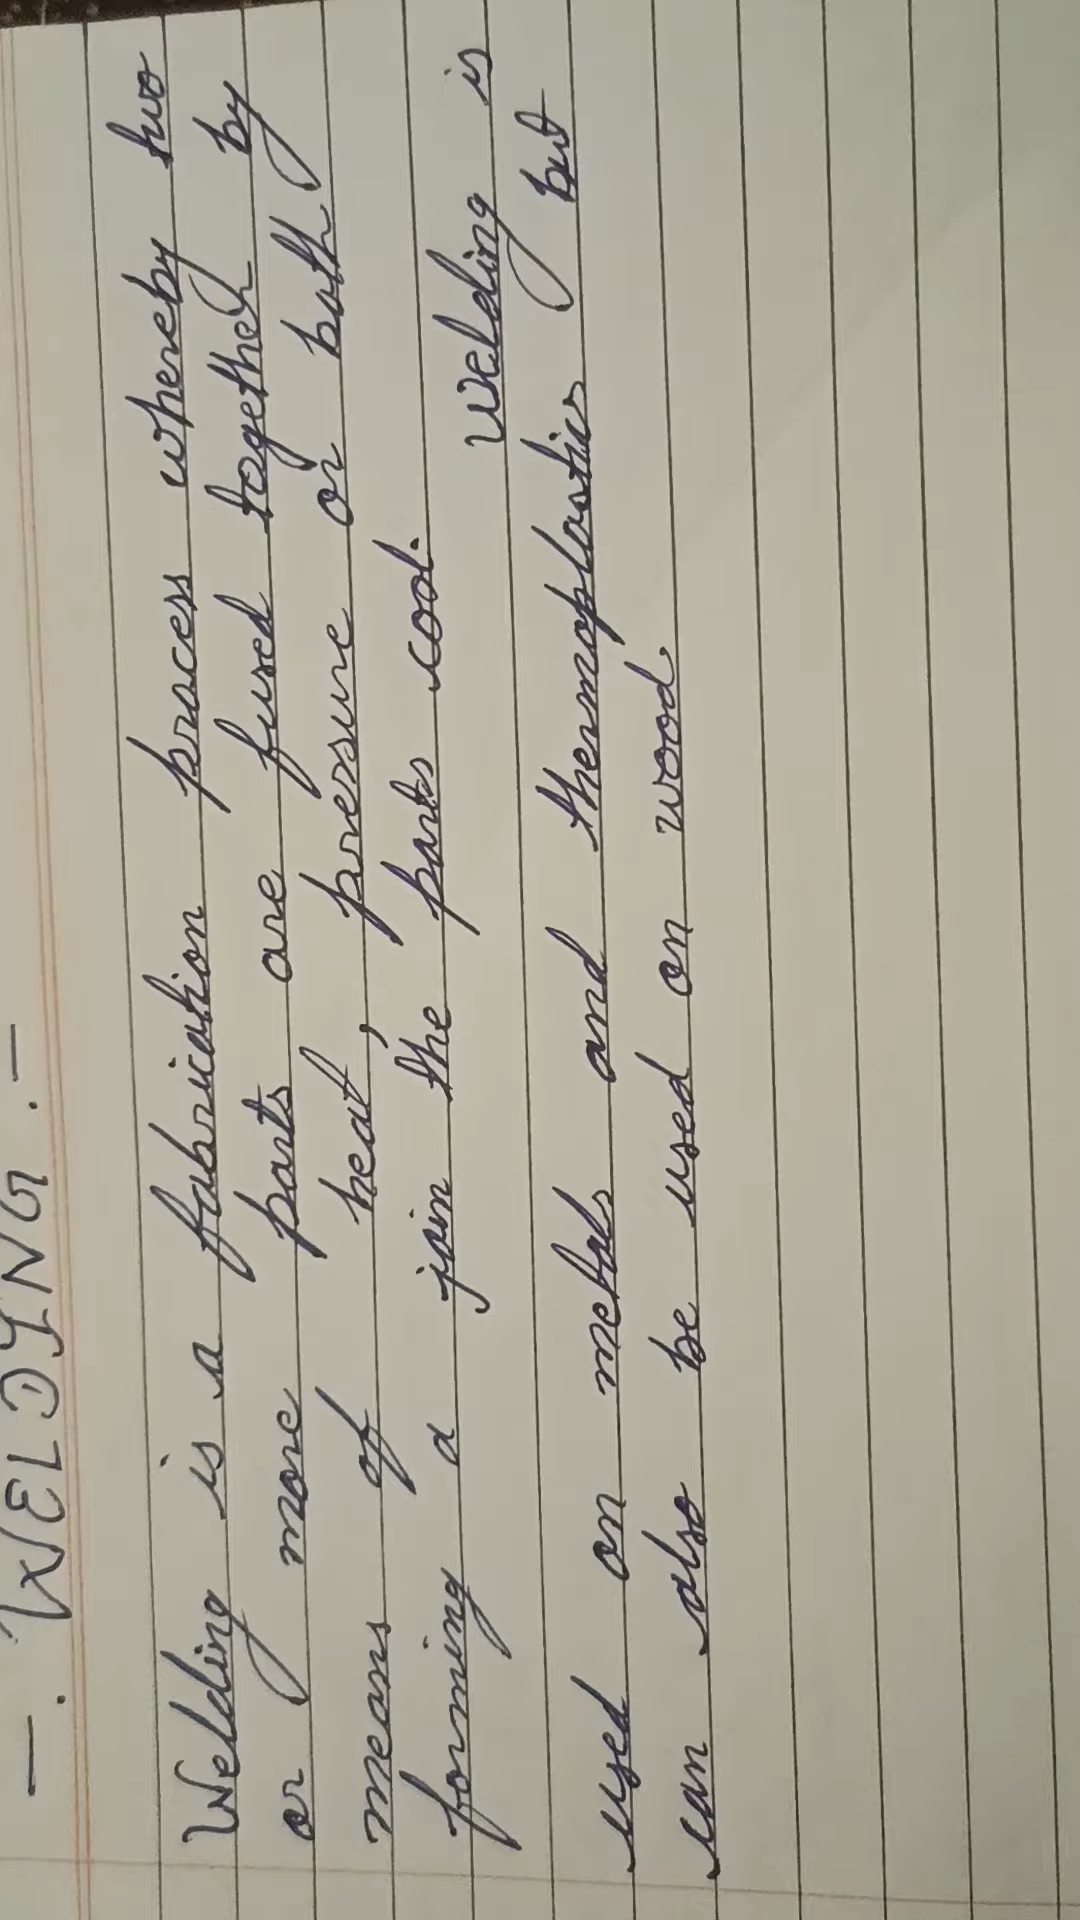 —. WELDING .—
Welding is a fabrication process whereby two
or more parts are fused together by
means of heat, pressure or both
forming a join the parts cool.
Welding is
used on metals and thermoplastics but
can also be used on wood.